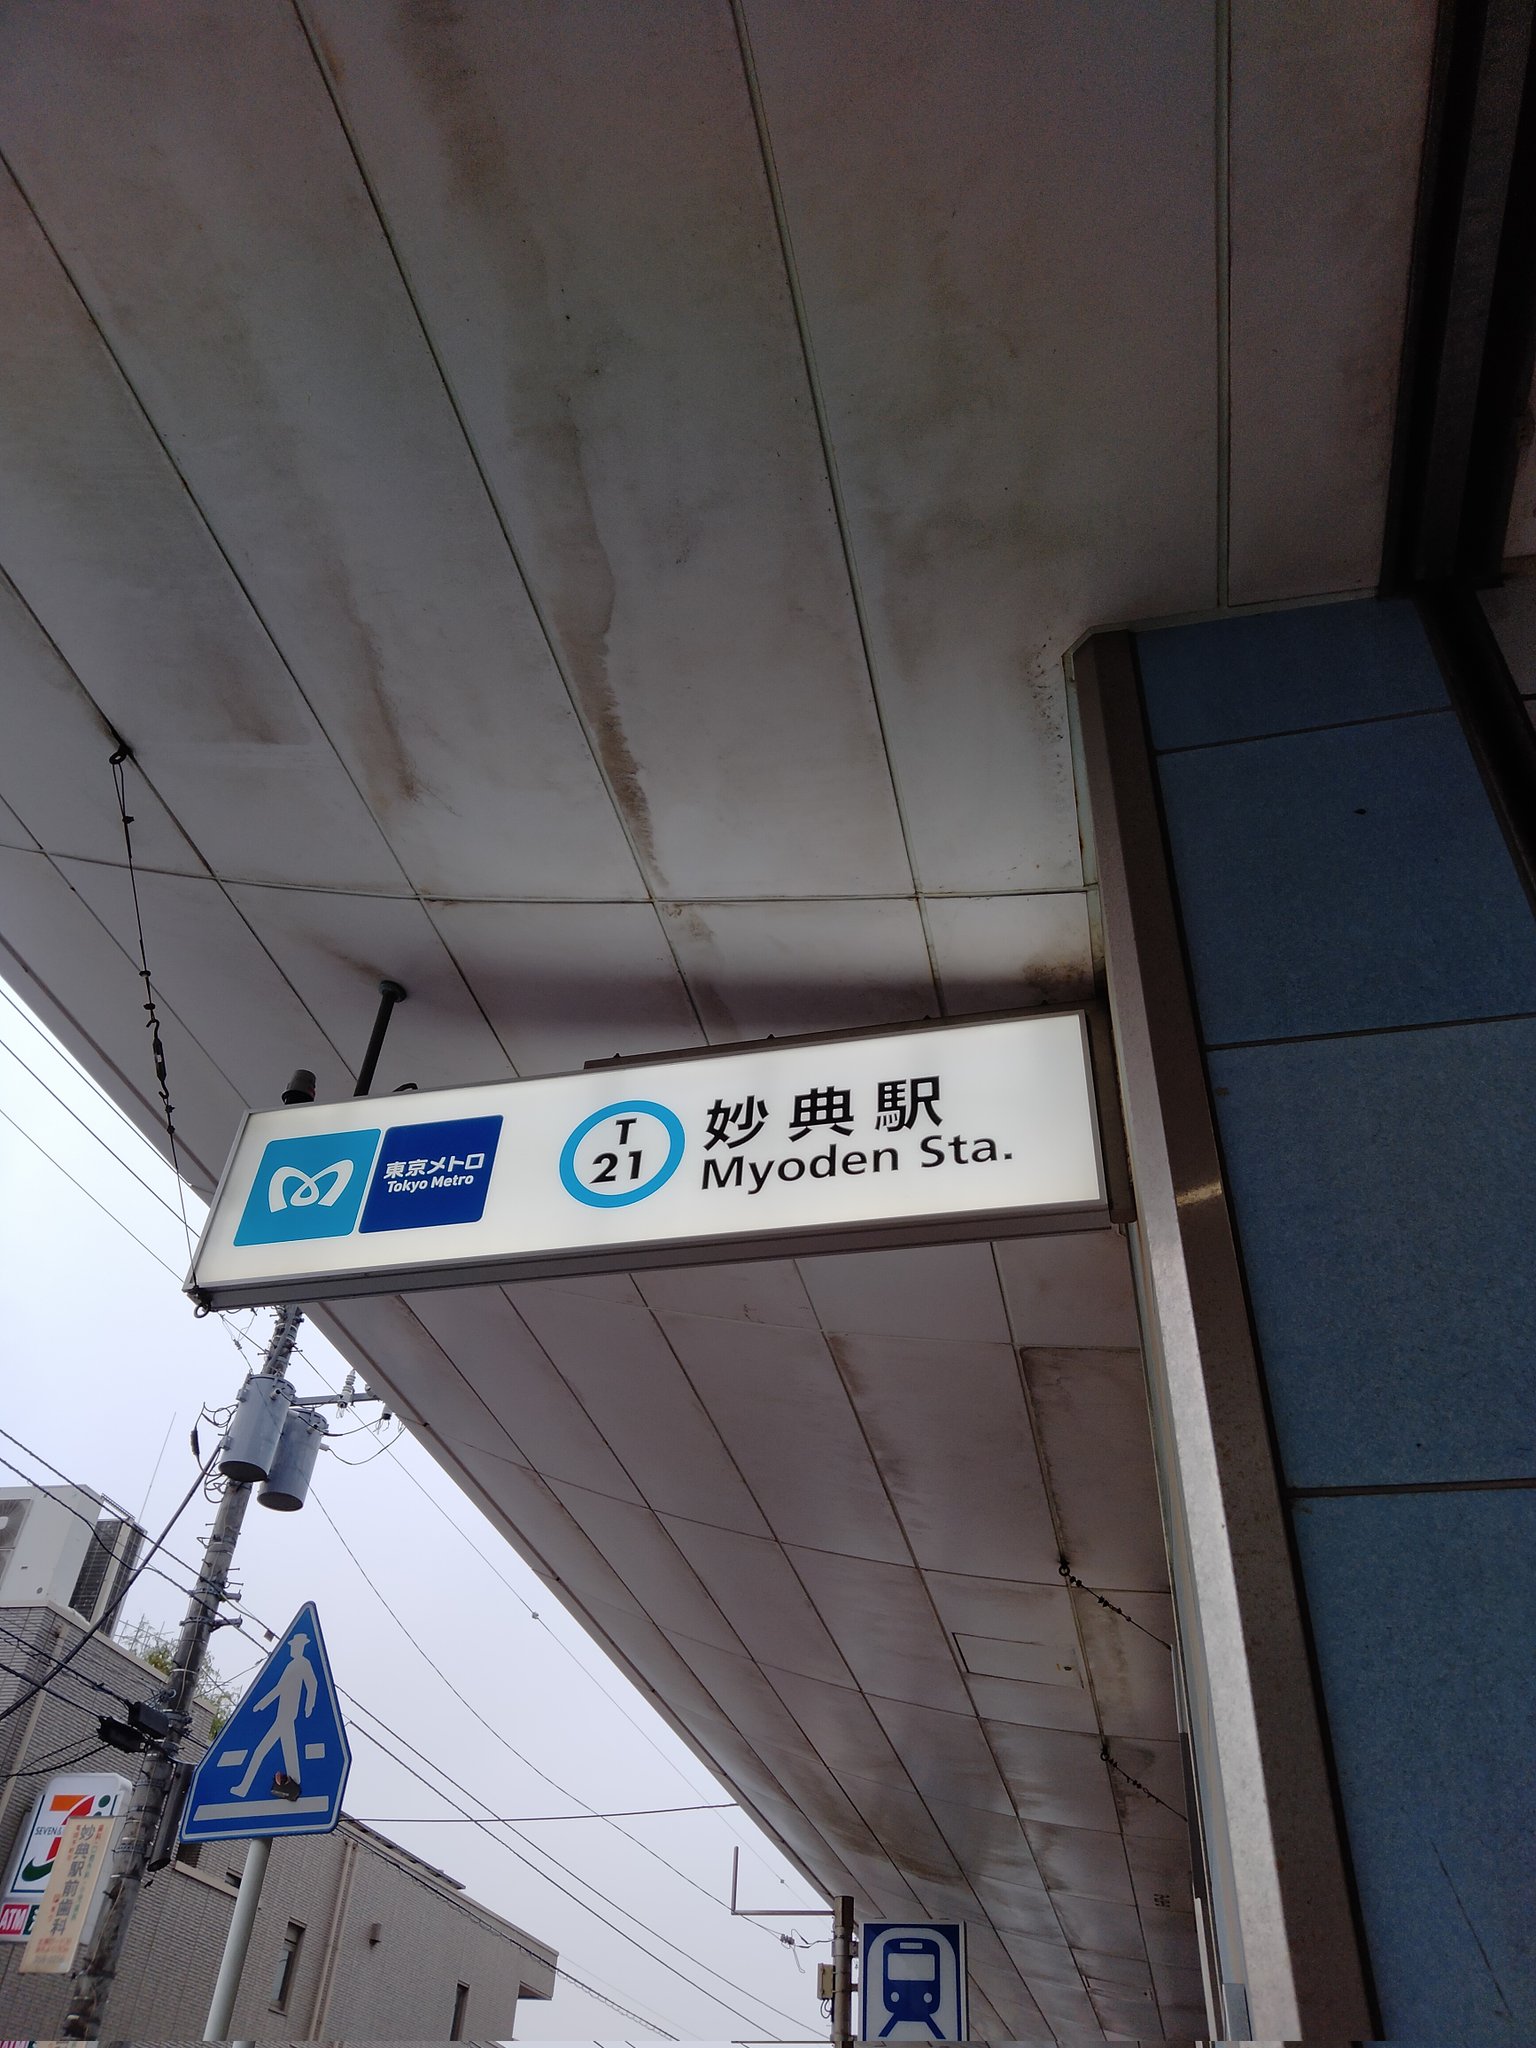 東京メトロ
Tokyo Metro
T
21
妙典駅
Myoden Sta.
SEVEN
ATM
妙典駅前歯科